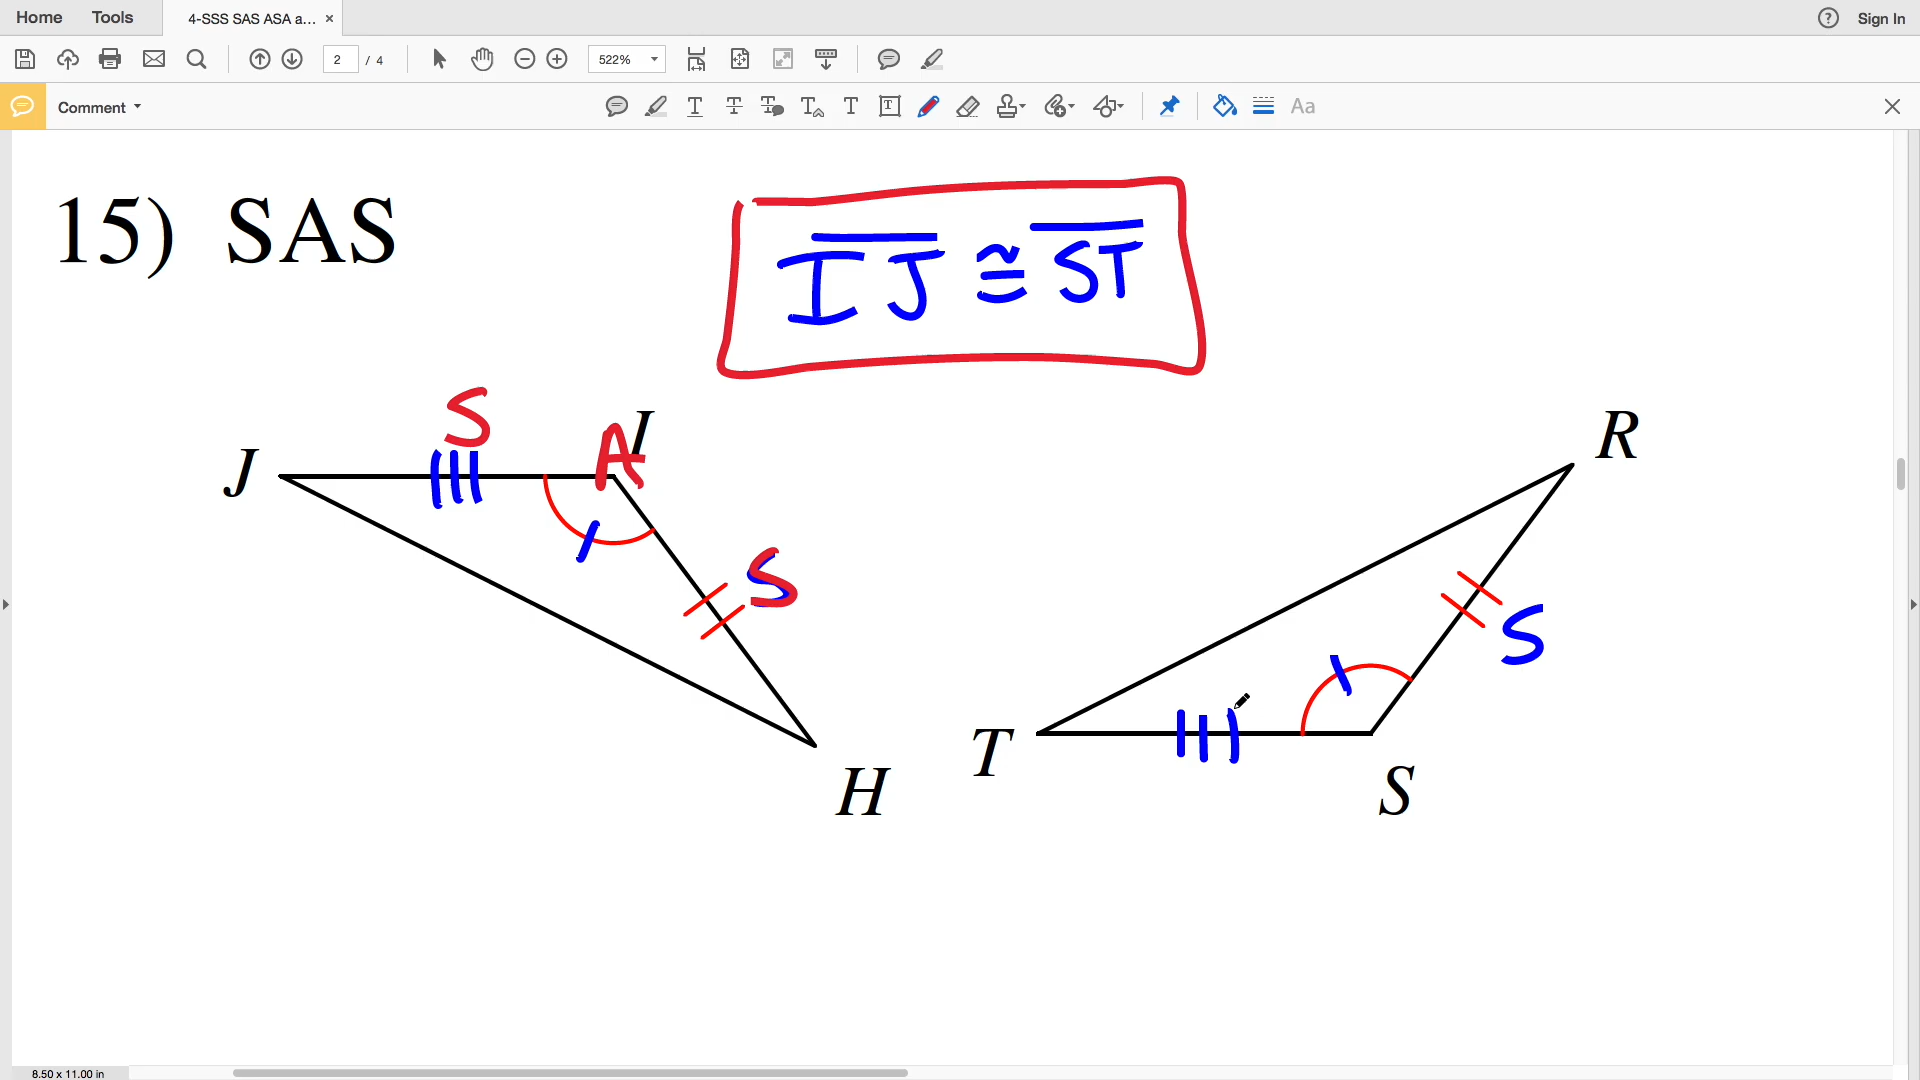 Home Tools 4-SSS SAS ASA a... × ? Sign In
2 / 4 522%
Comment T T T T T T Aa
15) SAS
IJ ≅ ST
S
J A I R
S
S
T
H S
8.50 x 11.00 in